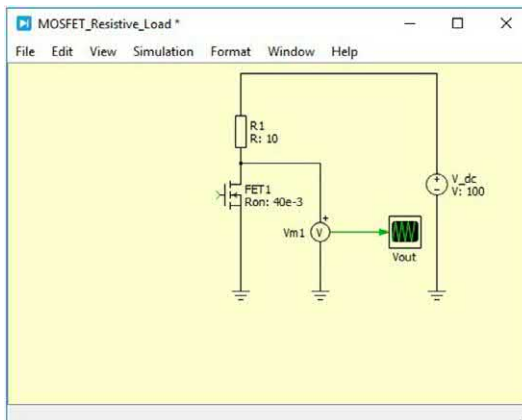 MOSFET_Resistive_Load *
File Edit View Simulation Format Window Help
R1
R: 10
FET1
Ron: 40e-3
V_dc
V: 100
Vm1
V
Vout